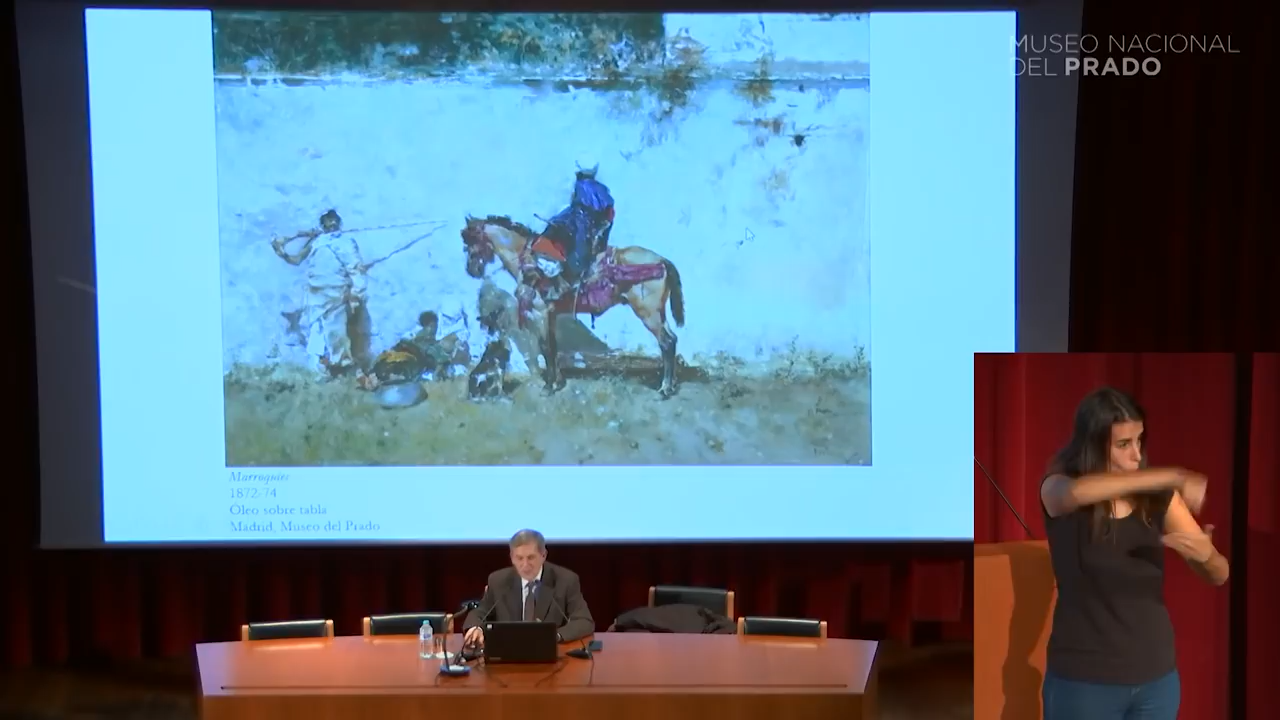 MUSEO NACIONAL
DEL PRADO
Marroquíes
1872-74
Óleo sobre tabla
Madrid, Museo del Prado